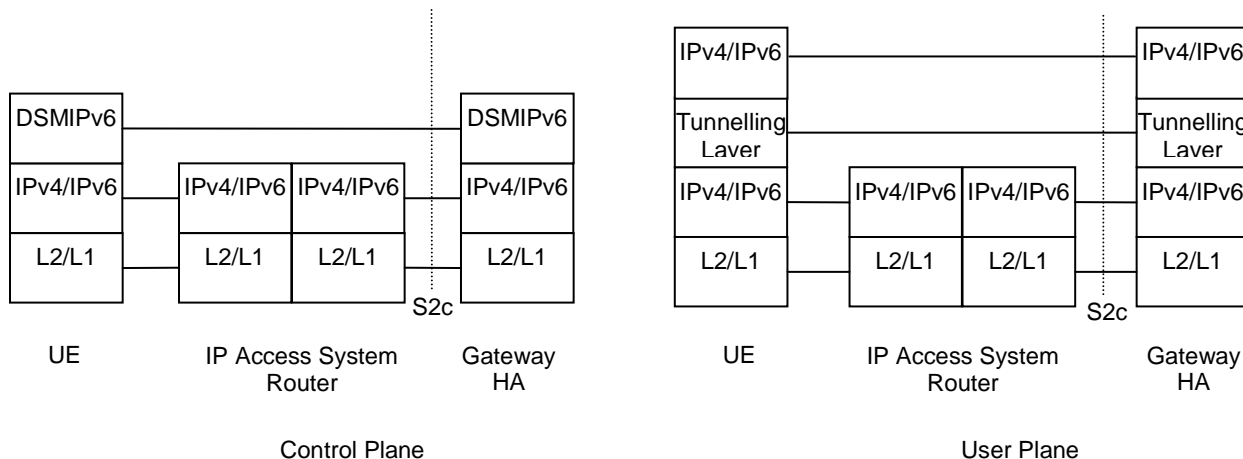 DSMIPv6
DSMIPv6
IPv4/IPv6
IPv4/IPv6
IPv4/IPv6
IPv4/IPv6
L2/L1
L2/L1
L2/L1
L2/L1
S2c
UE
IP Access System
Router
Gateway
HA
Control Plane
IPv4/IPv6
IPv4/IPv6
Tunnelling
Layer
Tunnelling
Layer
IPv4/IPv6
IPv4/IPv6
IPv4/IPv6
IPv4/IPv6
L2/L1
L2/L1
L2/L1
L2/L1
S2c
UE
IP Access System
Router
Gateway
HA
User Plane